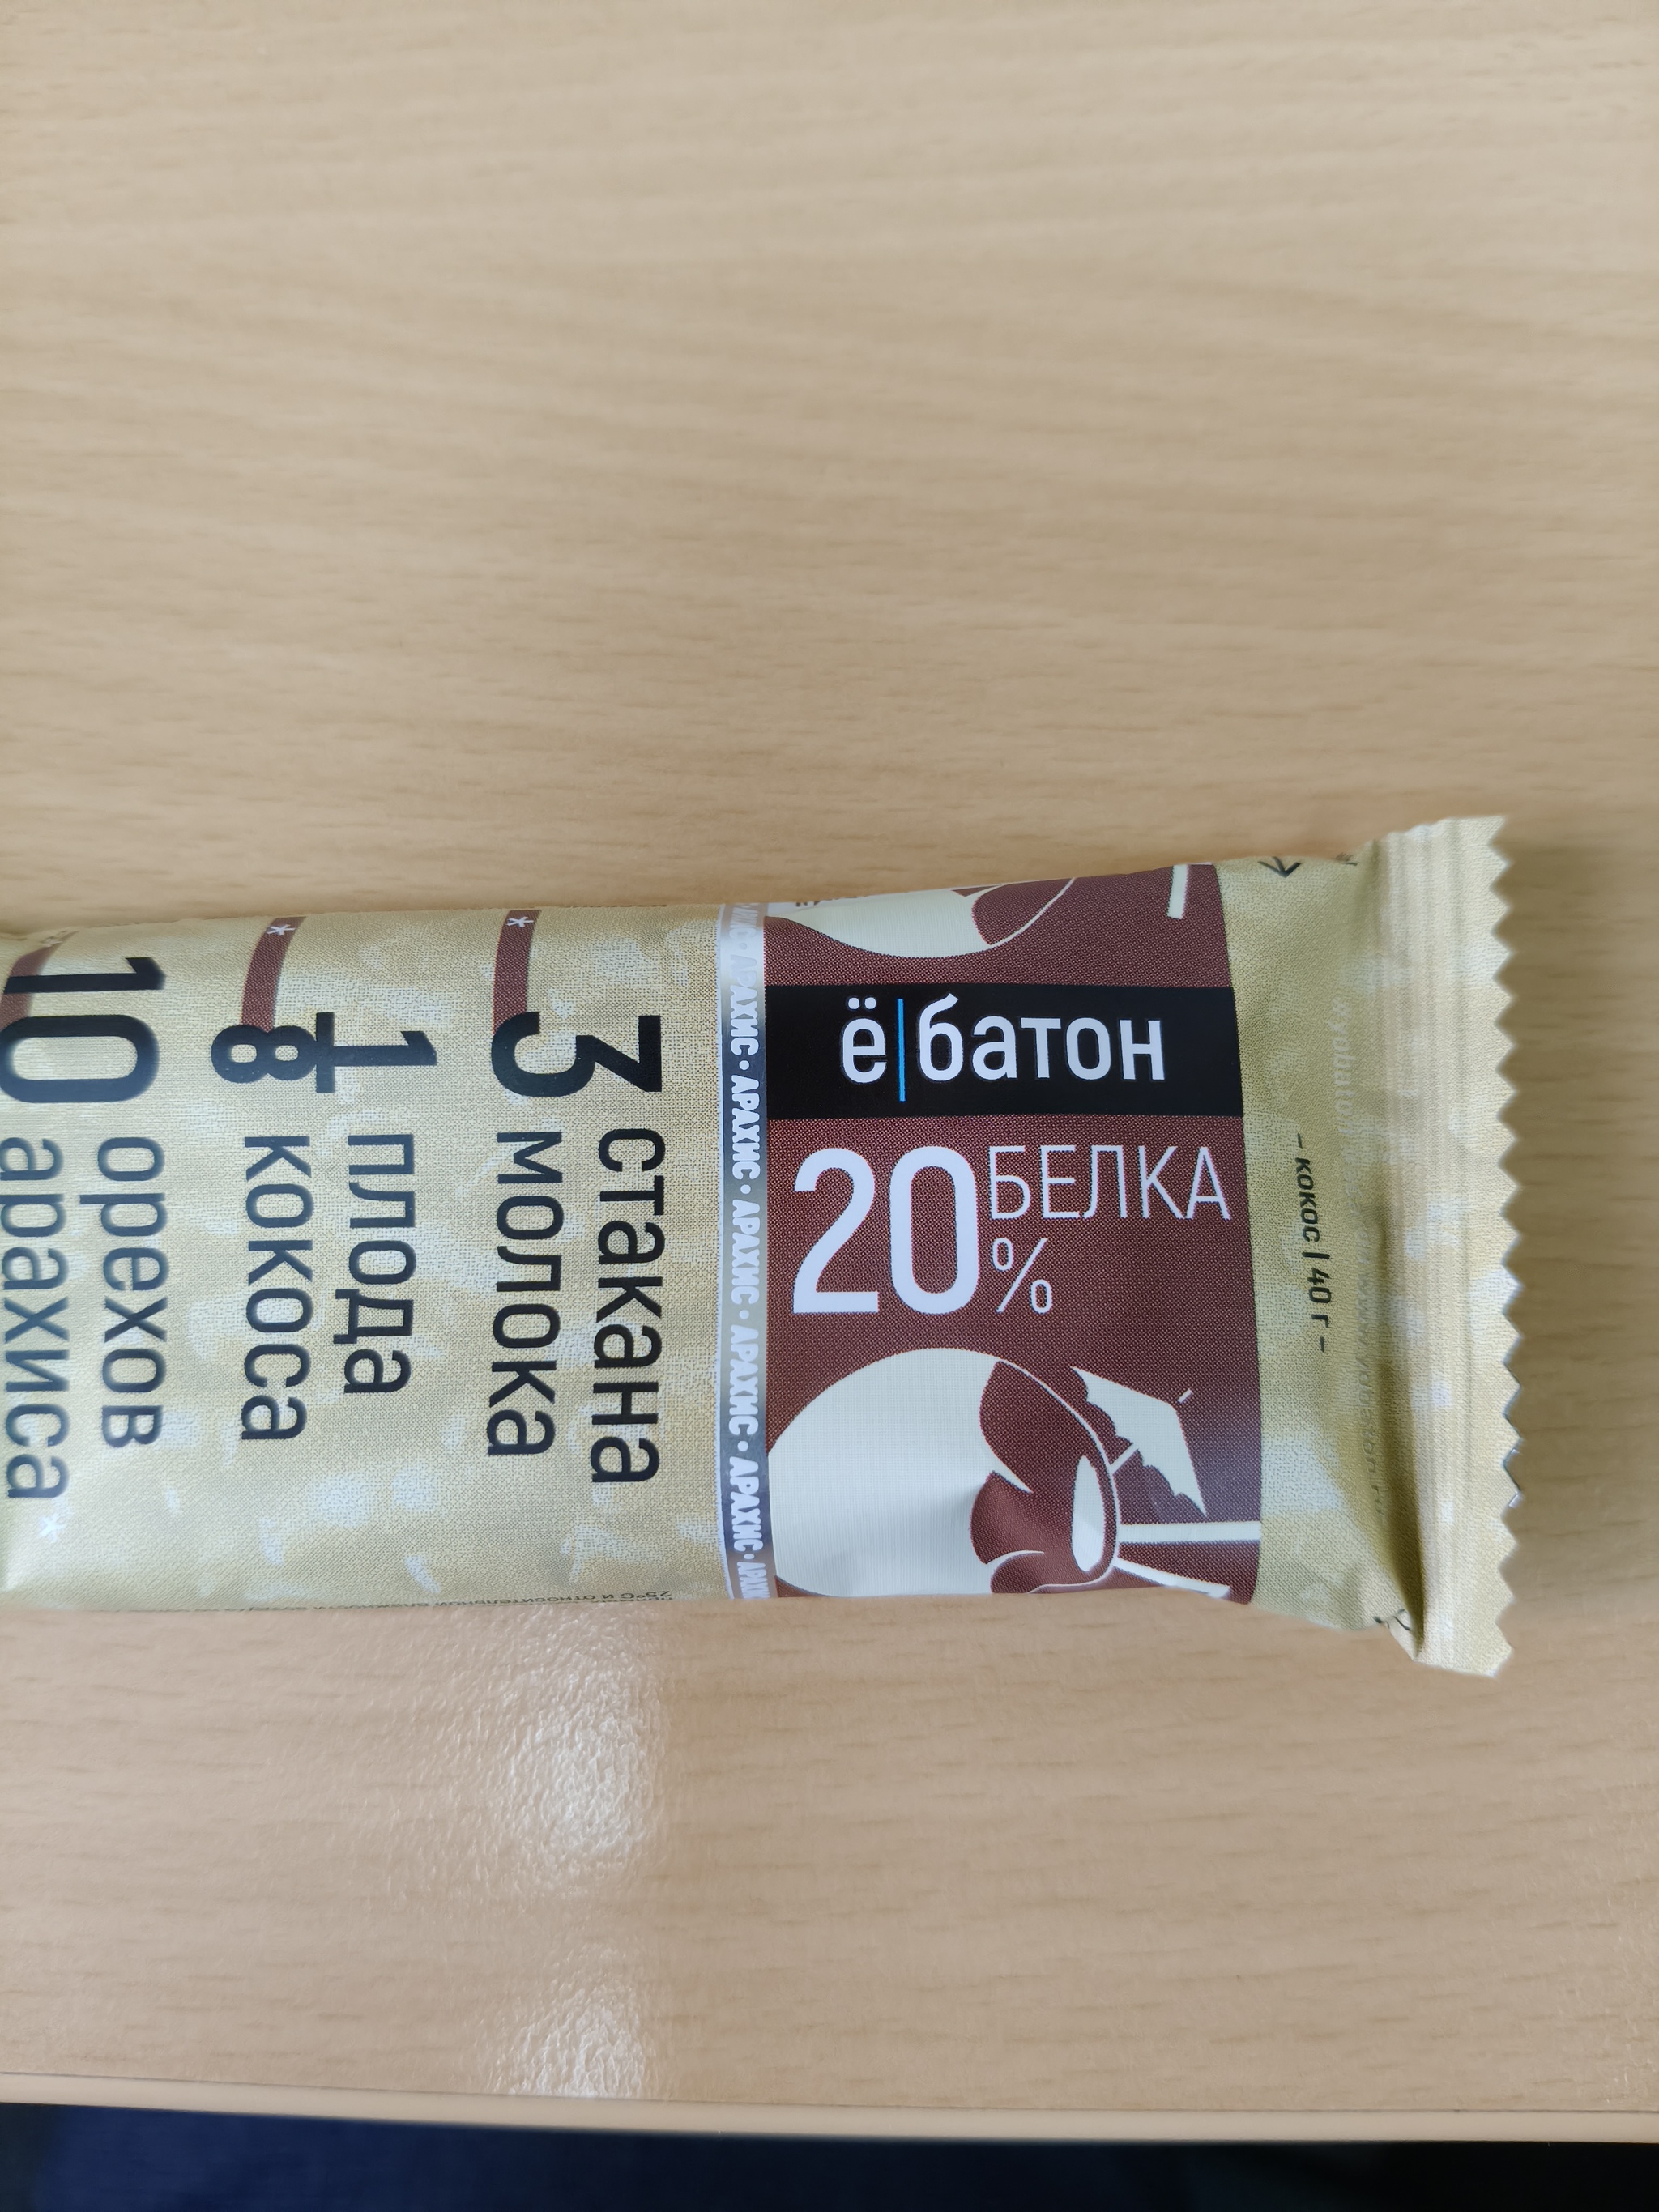 – кокос | 40 г –
ё|батон
20 БЕЛКА
%
АРАХИС • АРАХИС • АРАХИС • АРАХИС • АРАХИС
3 стакана
молока
*
1 плода
8 кокоса
*
10 орехов
арахиса
*